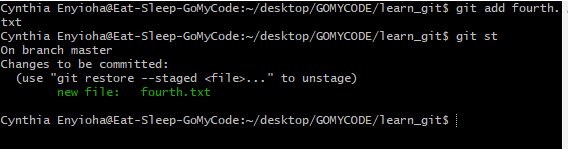 Cynthia Enyioha@Eat-Sleep-GoMyCode:~/desktop/GOMYCODE/learn_git$ git add fourth.
txt
Cynthia Enyioha@Eat-Sleep-GoMyCode:~/desktop/GOMYCODE/learn_git$ git st
On branch master
Changes to be committed:
  (use "git restore --staged <file>..." to unstage)
        new file:   fourth.txt

Cynthia Enyioha@Eat-Sleep-GoMyCode:~/desktop/GOMYCODE/learn_git$